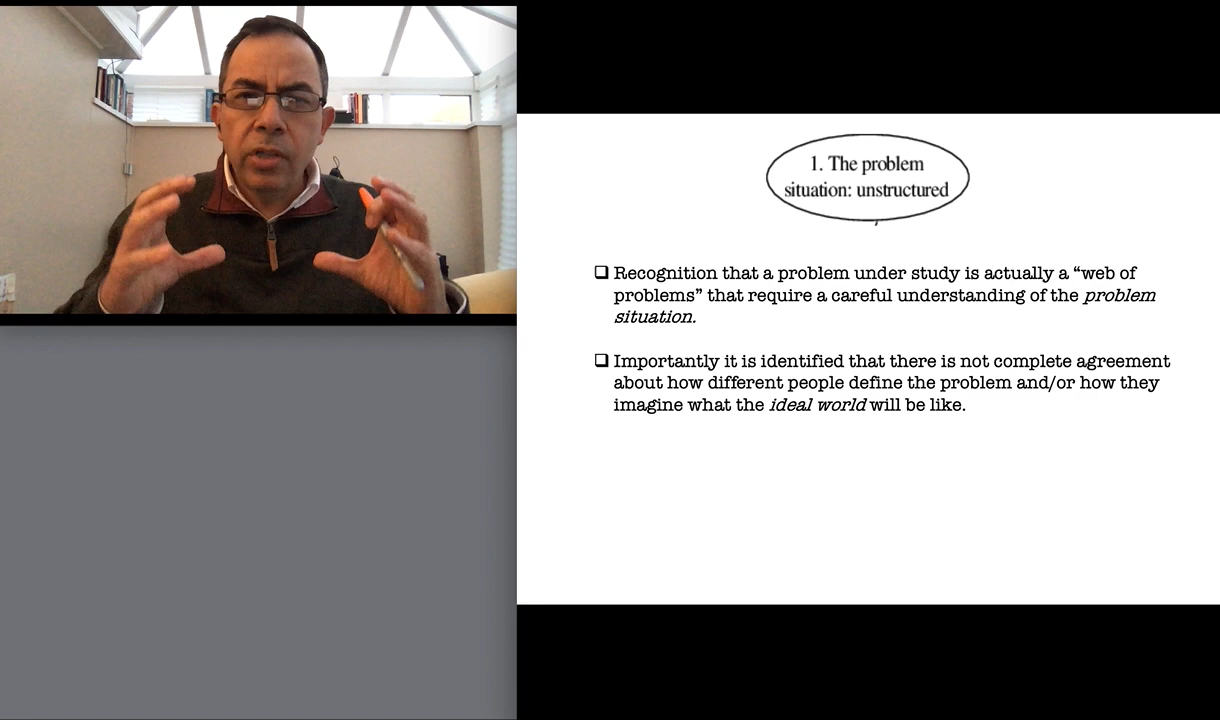 1. The problem
situation: unstructured
❑ Recognition that a problem under study is actually a “web of
problems” that require a careful understanding of the problem
situation.
❑ Importantly it is identified that there is not complete agreement
about how different people define the problem and/or how they
imagine what the ideal world will be like.